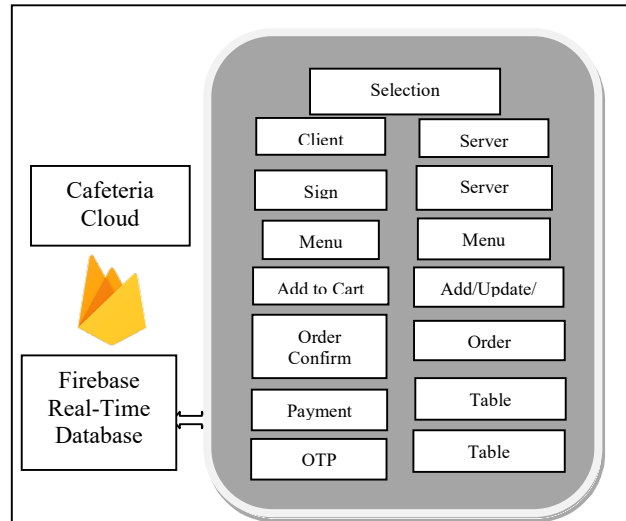 Selection
Client
Server
Cafeteria
Cloud
Sign
Server
Menu
Menu
Add to Cart
Add/Update/
Order
Confirm
Order
Firebase
Real-Time
Database
Payment
Table
OTP
Table